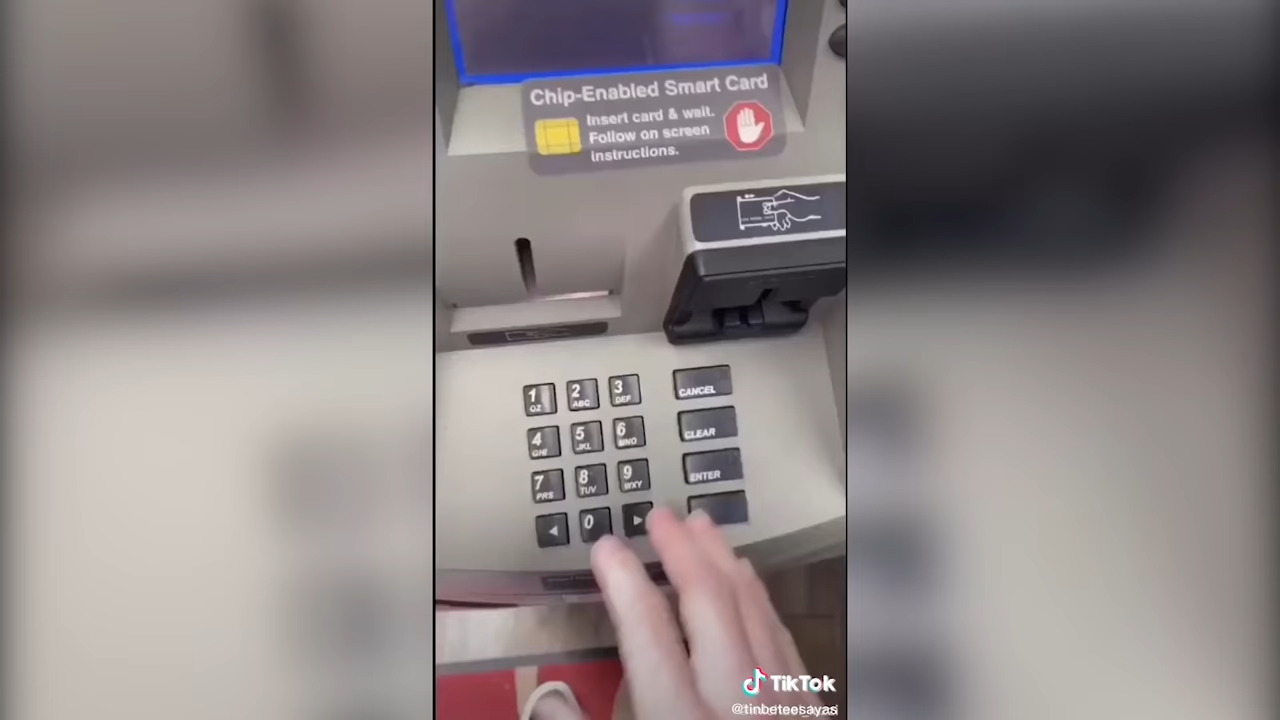 Chip-Enabled Smart Card
Insert card & wait.
Follow on screen
instructions.
1
QZ
2
ABC
3
DEF
CANCEL
4
GHI
5
JKL
6
MNO
CLEAR
7
PRS
8
TUV
9
WXY
ENTER
0
TikTok